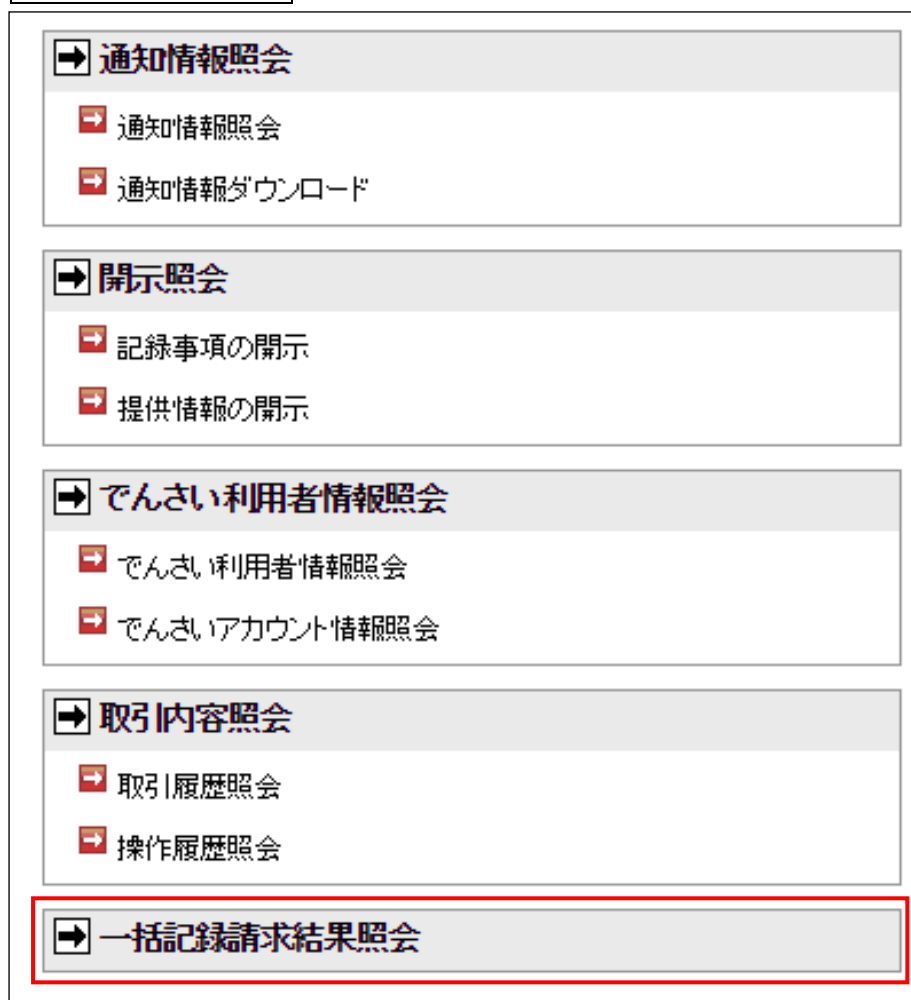 通知情報照会
通知情報照会
通知情報ダウンロード
開示照会
記録事項の開示
提供情報の開示
でんさい利用者情報照会
でんさい利用者情報照会
でんさいアカウント情報照会
取引内容照会
取引履歴照会
操作履歴照会
一括記録請求結果照会